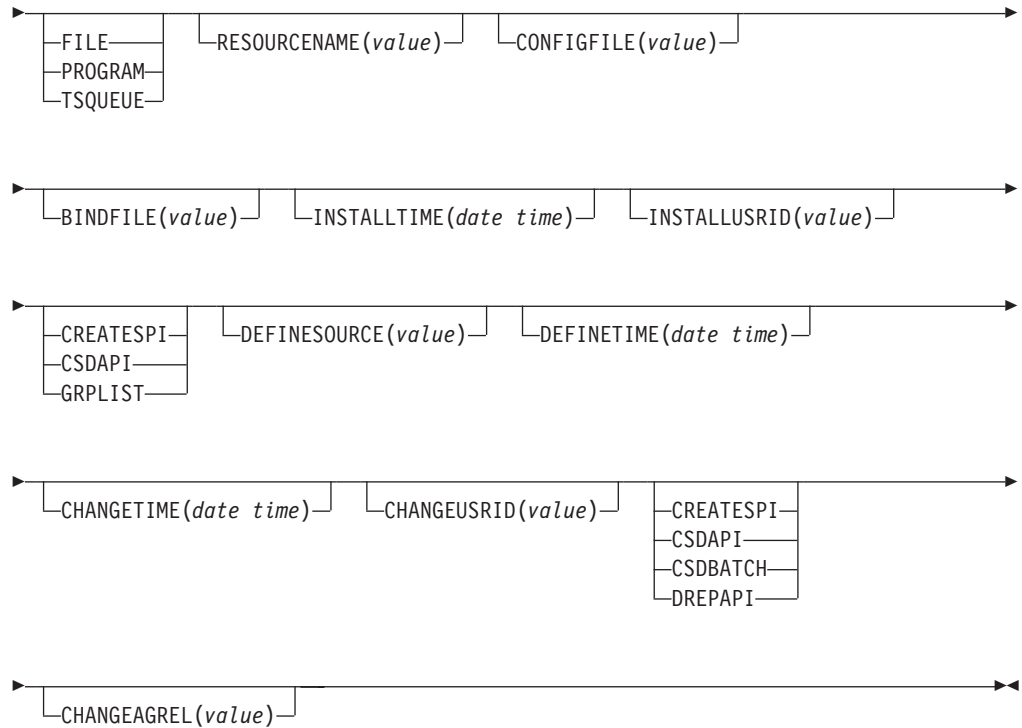 FILE RESOURCENAME(value) CONFIGFILE(value)
PROGRAM
TSQUEUE
BINDFILE(value) INSTALLTIME(date time) INSTALLUSRID(value)
CREATESPI DEFINESOURCE(value) DEFINETIME(date time)
CSDAPI
GRPLIST
CHANGETIME(date time) CHANGEUSRID(value) CREATESPI
CSDAPI
CSDBATCH
DREPAPI
CHANGEAGREL(value)